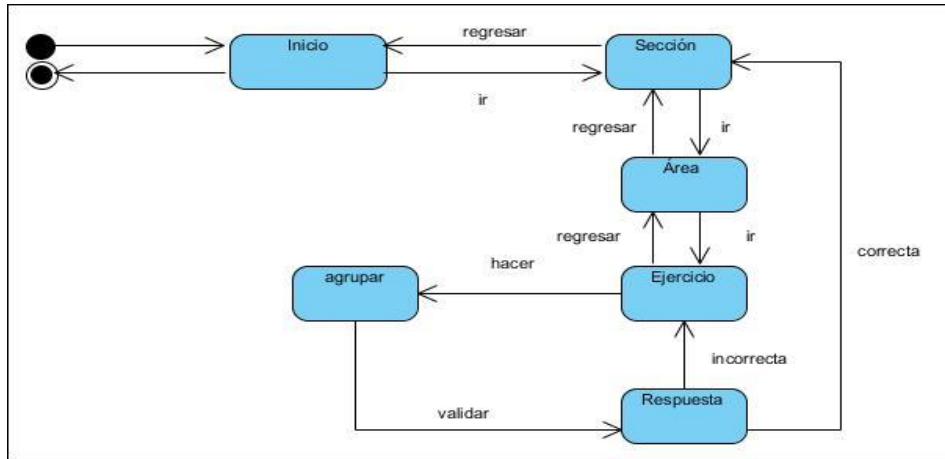 regresar
Inicio
Sección
ir
regresar
ir
Área
regresar
ir
correcta
hacer
agrupar
Ejercicio
incorrecta
Respuesta
validar